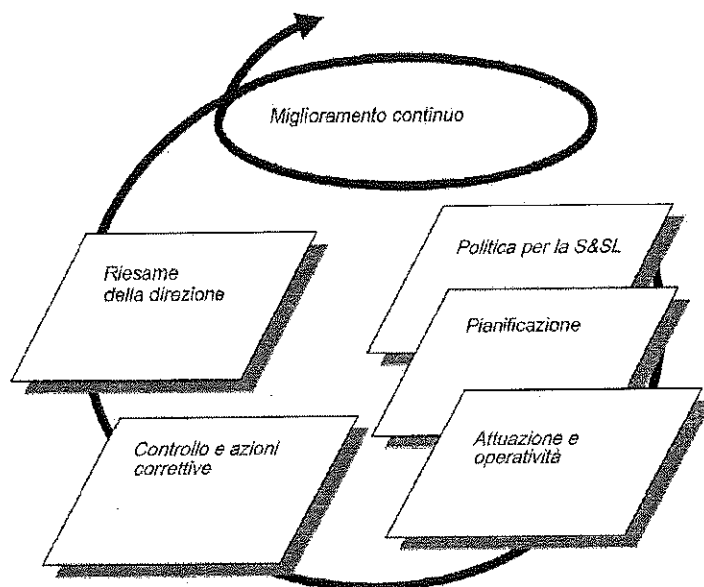 Miglioramento continuo
Politica per la S&SL
Pianificazione
Attuazione e
operatività
Controllo e azioni
correttive
Riesame
della direzione